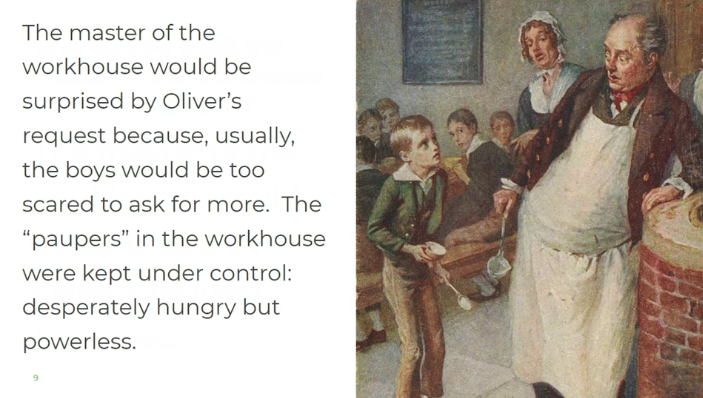 The master of the
workhouse would be
surprised by Oliver’s
request because, usually,
the boys would be too
scared to ask for more.  The
“paupers” in the workhouse
were kept under control:
desperately hungry but
powerless.
9